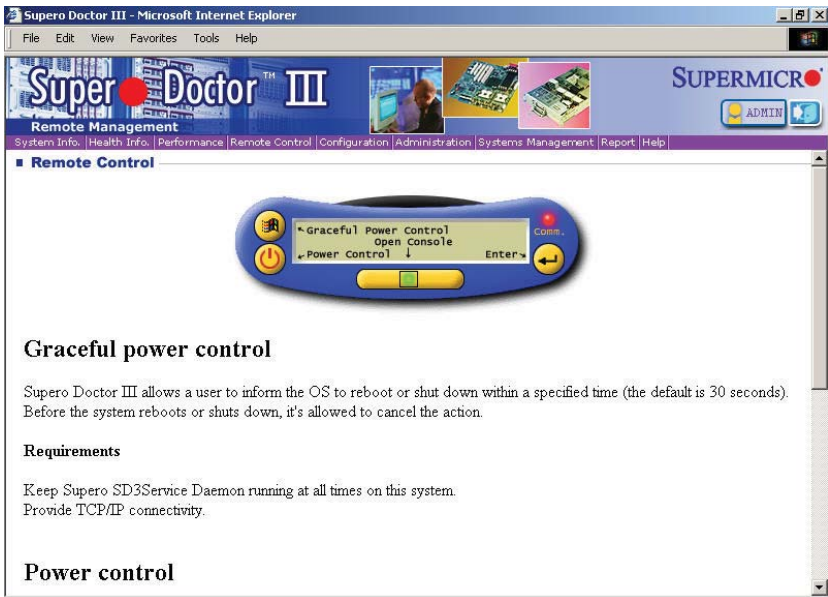 Supero Doctor III - Microsoft Internet Explorer
File Edit View Favorites Tools Help
Super Doctor™ III
SUPERMICR
Remote Management
ADMIN
System Info. Health Info. Performance Remote Control Configuration Administration Systems Management Report Help
Remote Control
Graceful Power Control
Open Console
Power Control ↓ Enter
Comm.
Graceful power control
Supero Doctor III allows a user to inform the OS to reboot or shut down within a specified time (the default is 30 seconds).
Before the system reboots or shuts down, it's allowed to cancel the action.
Requirements
Keep Supero SD3Service Daemon running at all times on this system.
Provide TCP/IP connectivity.
Power control